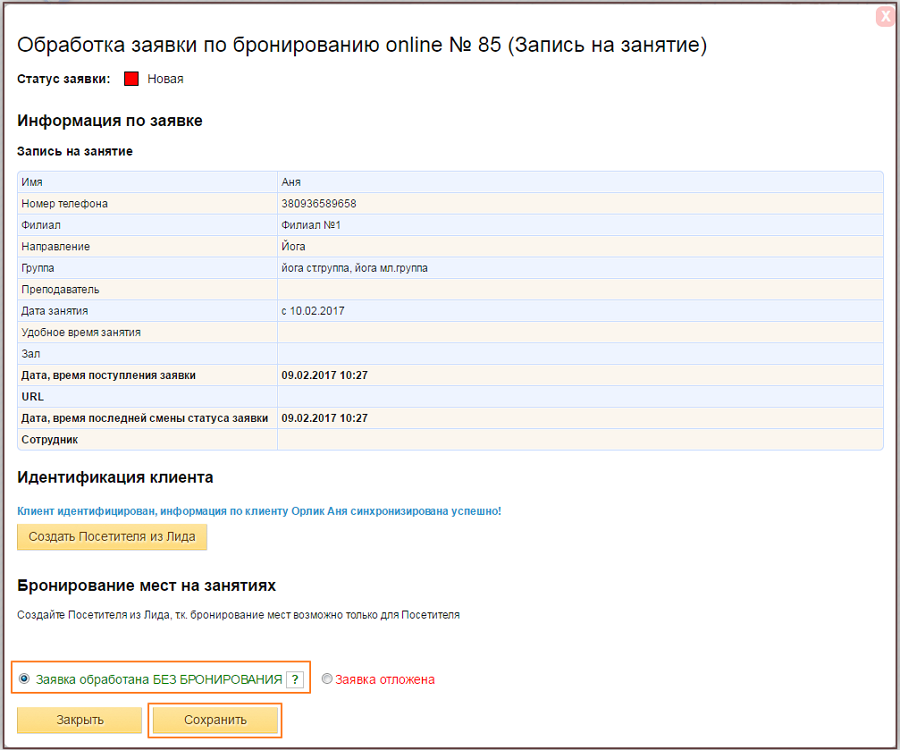 X
Обработка заявки по бронированию online № 85 (Запись на занятие)
Статус заявки: Новая
Информация по заявке
Запись на занятие
Имя Аня
Номер телефона 380936589658
Филиал Филиал №1
Направление Йога
Группа йога ст.группа, йога мл.группа
Преподаватель
Дата занятия с 10.02.2017
Удобное время занятия
Зал
Дата, время поступления заявки 09.02.2017 10:27
URL
Дата, время последней смены статуса заявки 09.02.2017 10:27
Сотрудник
Идентификация клиента
Клиент идентифицирован, информация по клиенту Орлик Аня синхронизирована успешно!
Создать Посетителя из Лида
Бронирование мест на занятиях
Создайте Посетителя из Лида, т.к. бронирование мест возможно только для Посетителя
Заявка обработана БЕЗ БРОНИРОВАНИЯ ? Заявка отложена
Закрыть Сохранить